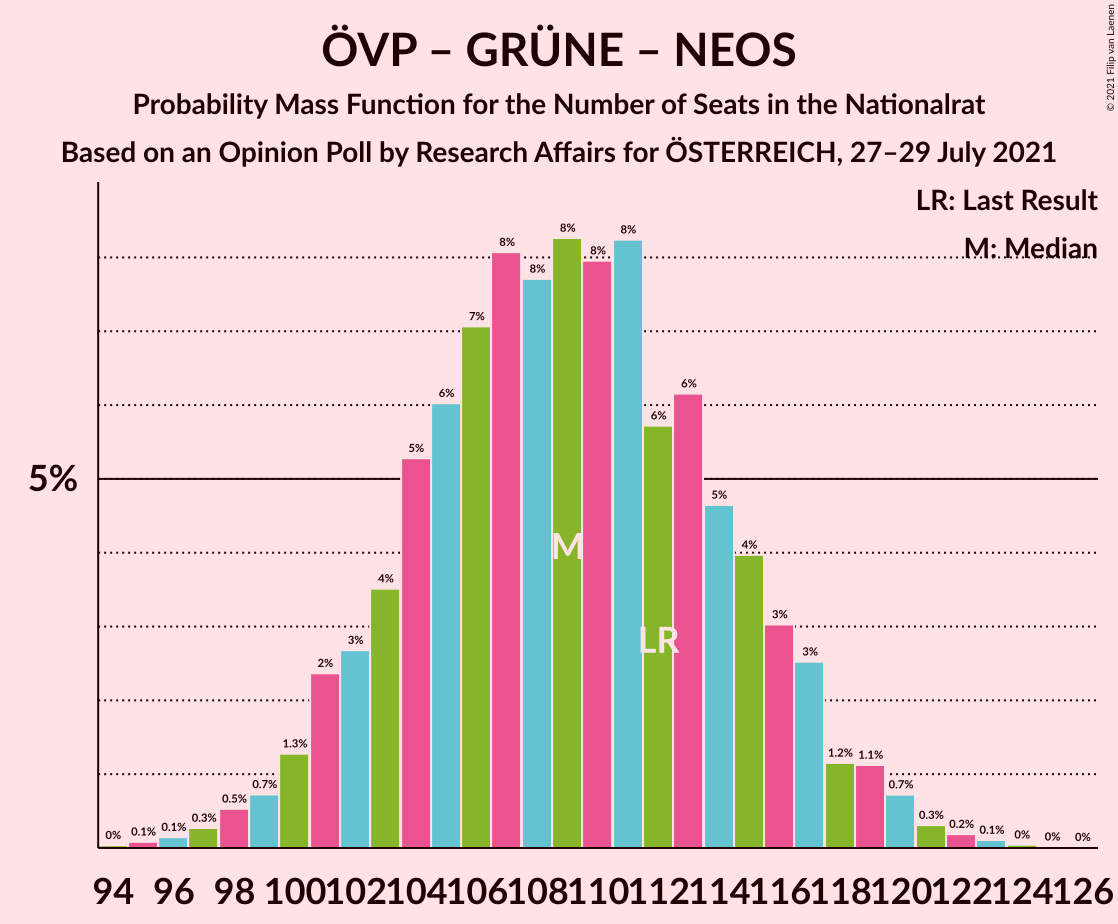 ÖVP – GRÜNE – NEOS
Probability Mass Function for the Number of Seats in the Nationalrat
Based on an Opinion Poll by Research Affairs for ÖSTERREICH, 27–29 July 2021
© 2021 Filip van Laenen
LR: Last Result
M: Median
5%
0% 0.1% 0.1% 0.3% 0.5% 0.7% 1.3% 2% 3% 4% 5% 6% 7% 8% 8% 8% 8% 8% 6% 6% 5% 4% 3% 3% 1.2% 1.1% 0.7% 0.3% 0.2% 0.1% 0% 0% 0%
M
LR
94 96 98 100 102 104 106 108 110 112 114 116 118 120 122 124 126